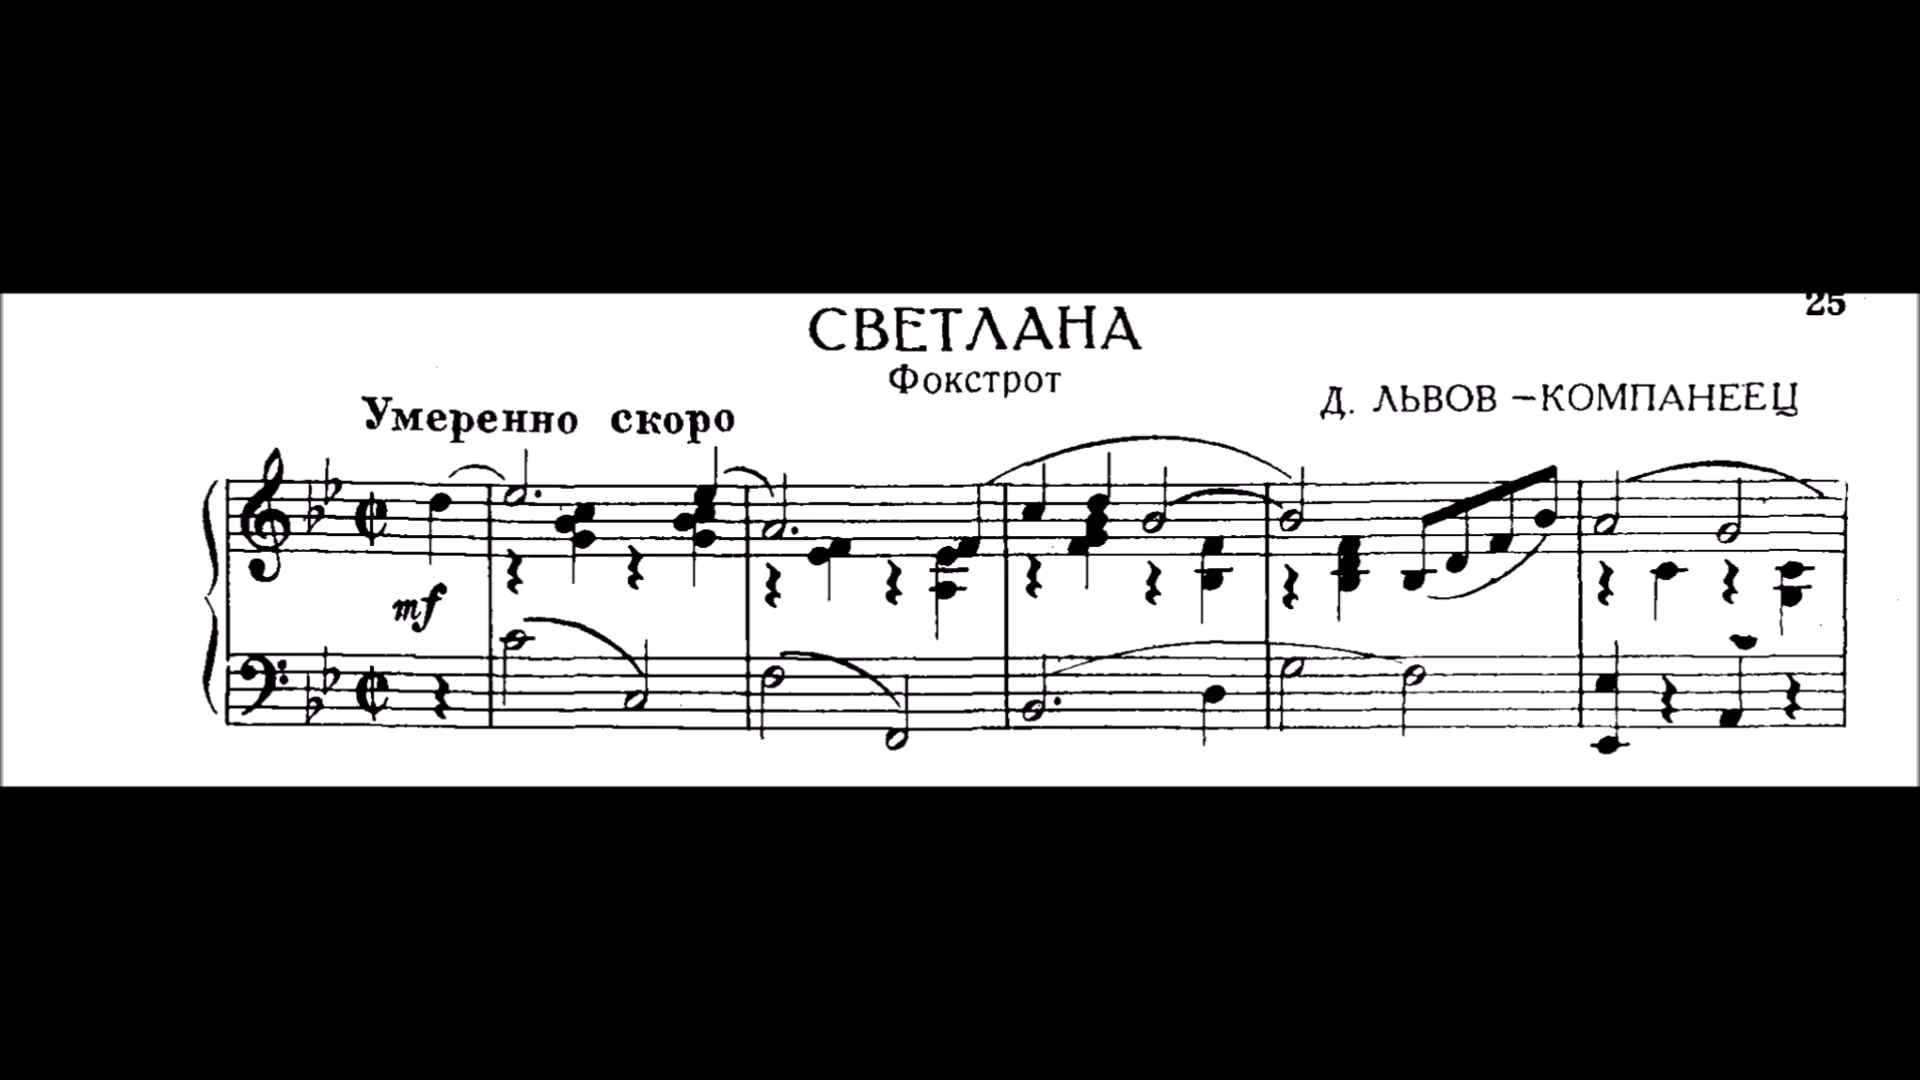 25
СВЕТЛАНА
Фокстрот
Д. ЛЬВОВ – КОМПАНЕЕЦ
Умеренно скоро
mf